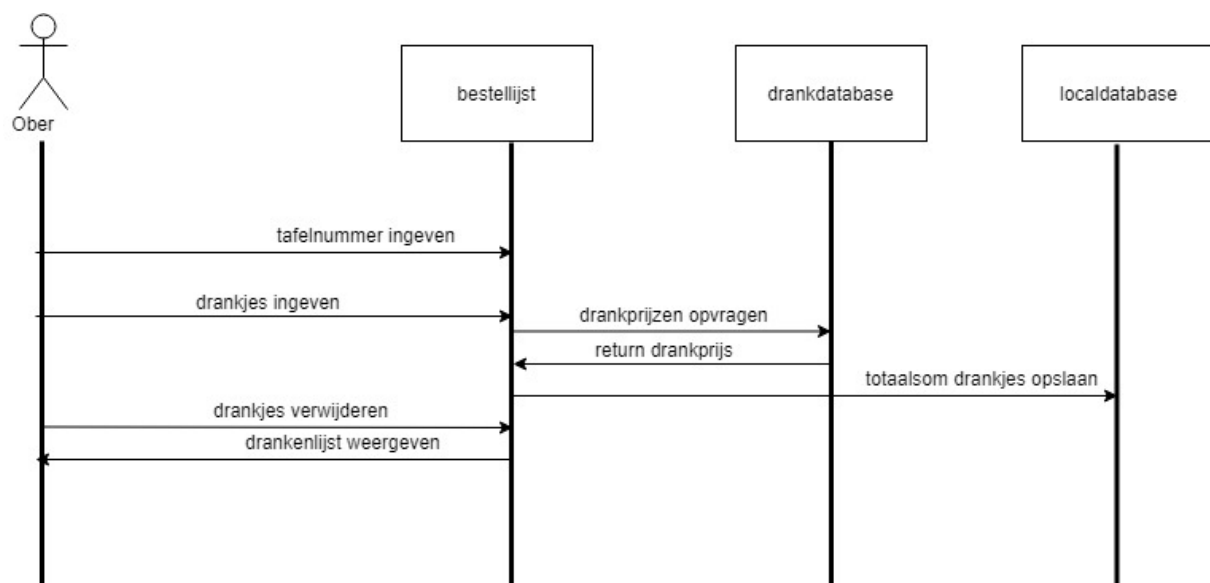 Ober
bestellijst
drankdatabase
localdatabase
tafelnummer ingeven
drankjes ingeven
drankprijzen opvragen
return drankprijs
totaalsom drankjes opslaan
drankjes verwijderen
drankenlijst weergeven